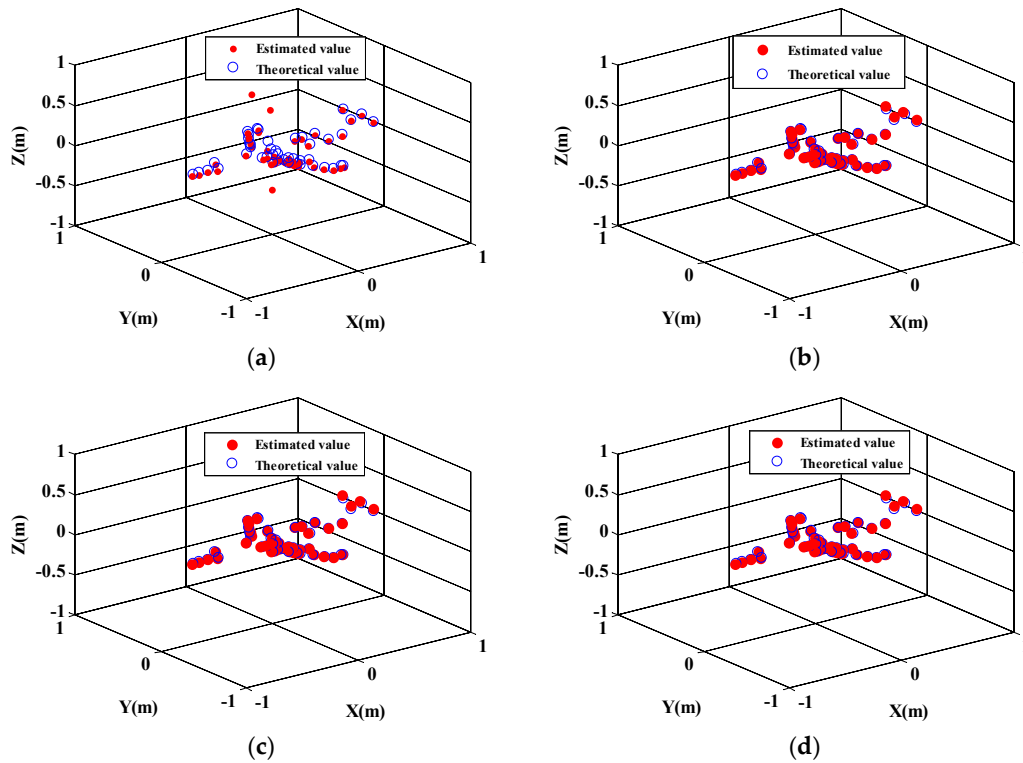 Estimated value
Theoretical value
Z(m)
1
0.5
0
-0.5
-1
1
0
-1
Y(m)
-1
0
1
X(m)
(a)
Estimated value
Theoretical value
Z(m)
1
0.5
0
-0.5
-1
1
0
-1
Y(m)
-1
0
X(m)
(b)
Estimated value
Theoretical value
Z(m)
1
0.5
0
-0.5
-1
1
0
-1
Y(m)
-1
0
1
X(m)
(c)
Estimated value
Theoretical value
Z(m)
1
0.5
0
-0.5
-1
1
0
-1
Y(m)
-1
0
X(m)
(d)